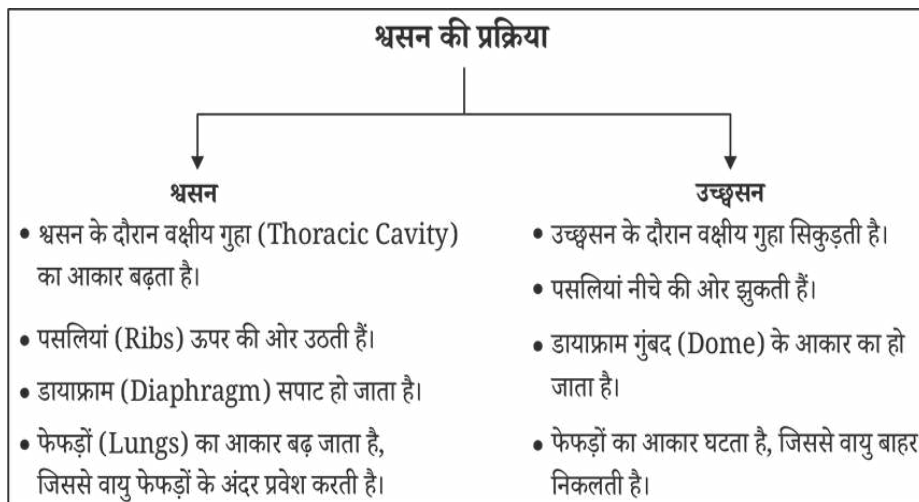 श्वसन की प्रक्रिया
श्वसन
• श्वसन के दौरान वक्षीय गुहा (Thoracic Cavity)
का आकार बढ़ता है।
• पसलियां (Ribs) ऊपर की ओर उठती हैं।
• डायाफ्राम (Diaphragm) सपाट हो जाता है।
• फेफड़ों (Lungs) का आकार बढ़ जाता है,
जिससे वायु फेफड़ों के अंदर प्रवेश करती है।
उच्छ्वसन
• उच्छ्वसन के दौरान वक्षीय गुहा सिकुड़ती है।
• पसलियां नीचे की ओर झुकती हैं।
• डायाफ्राम गुंबद (Dome) के आकार का हो
जाता है।
• फेफड़ों का आकार घटता है, जिससे वायु बाहर
निकलती है।